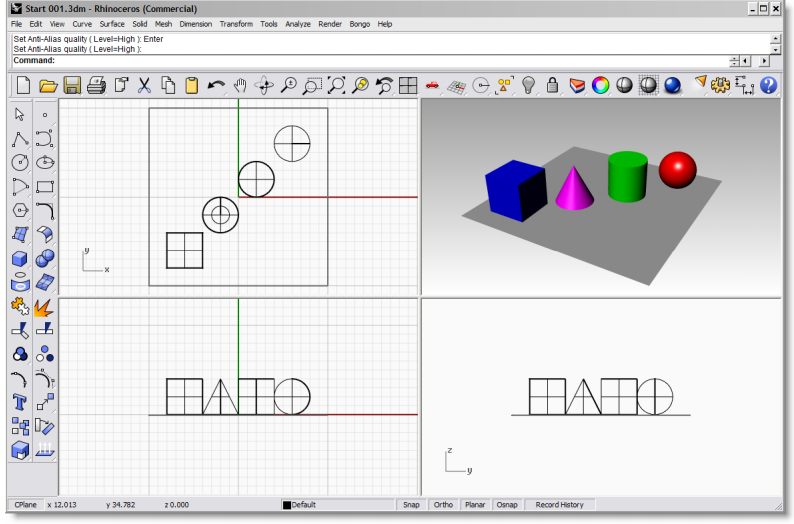 Start 001.3dm - Rhinoceros (Commercial)
File Edit View Curve Surface Solid Mesh Dimension Transform Tools Analyze Render Bongo Help
Set Anti-Alias quality ( Level=High ): Enter
Set Anti-Alias quality ( Level=High ):
Command:
y
x
z
y
CPlane x 12.013 y 34.782 z 0.000 Default Snap Ortho Planar Osnap Record History